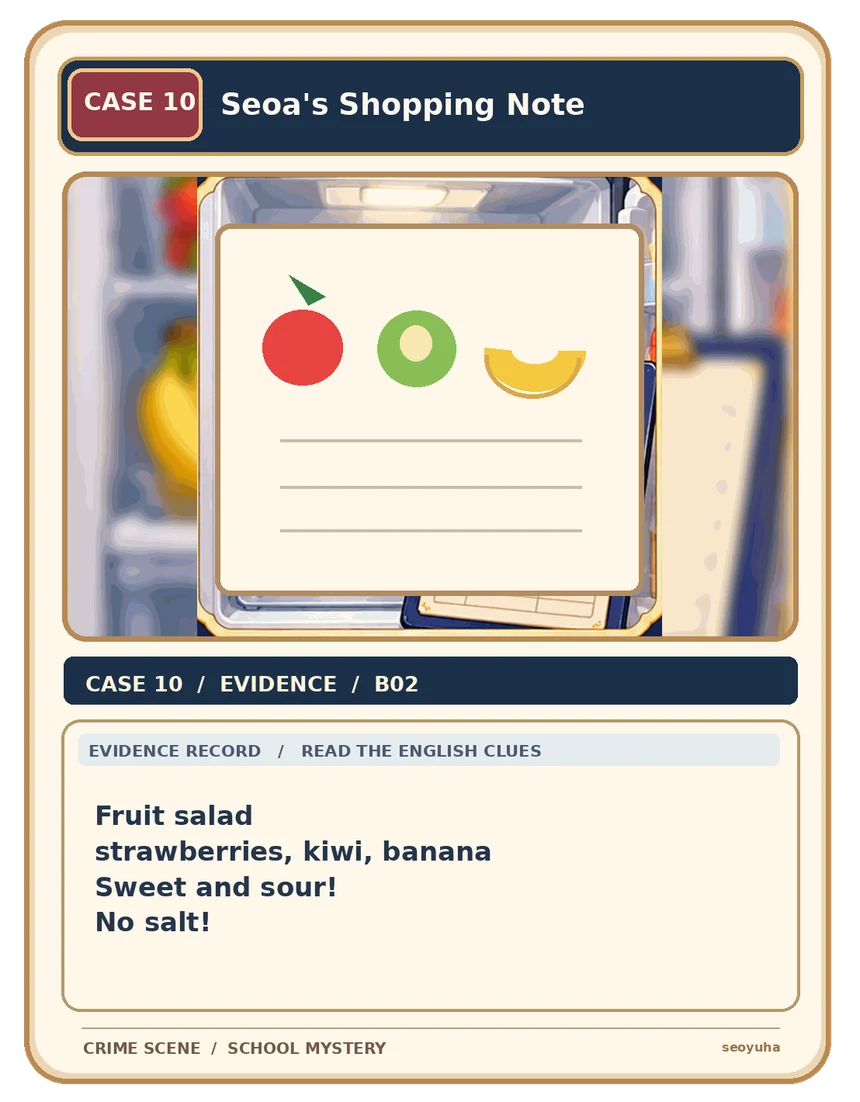 CASE 10 Seoa's Shopping Note
CASE 10 / EVIDENCE / B02
EVIDENCE RECORD / READ THE ENGLISH CLUES
Fruit salad
strawberries, kiwi, banana
Sweet and sour!
No salt!
CRIME SCENE / SCHOOL MYSTERY seoyuha